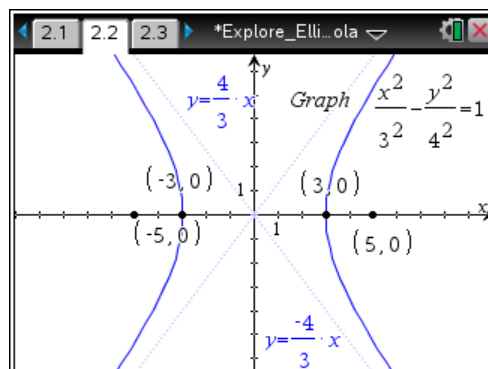 2.1 2.2 2.3 *Explore_Elli…ola
y
y=4/3·x
Graph x²/3²-y²/4²=1
(-3,0) (3,0)
1
x
(-5,0) 1 (5,0)
y=-4/3·x